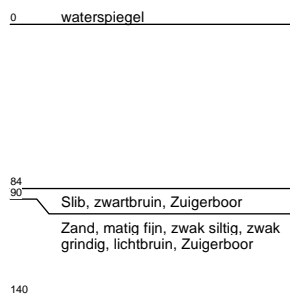 0 waterspiegel
84
90
Slib, zwartbruin, Zuigerboor
Zand, matig fijn, zwak siltig, zwak
grindig, lichtbruin, Zuigerboor
140